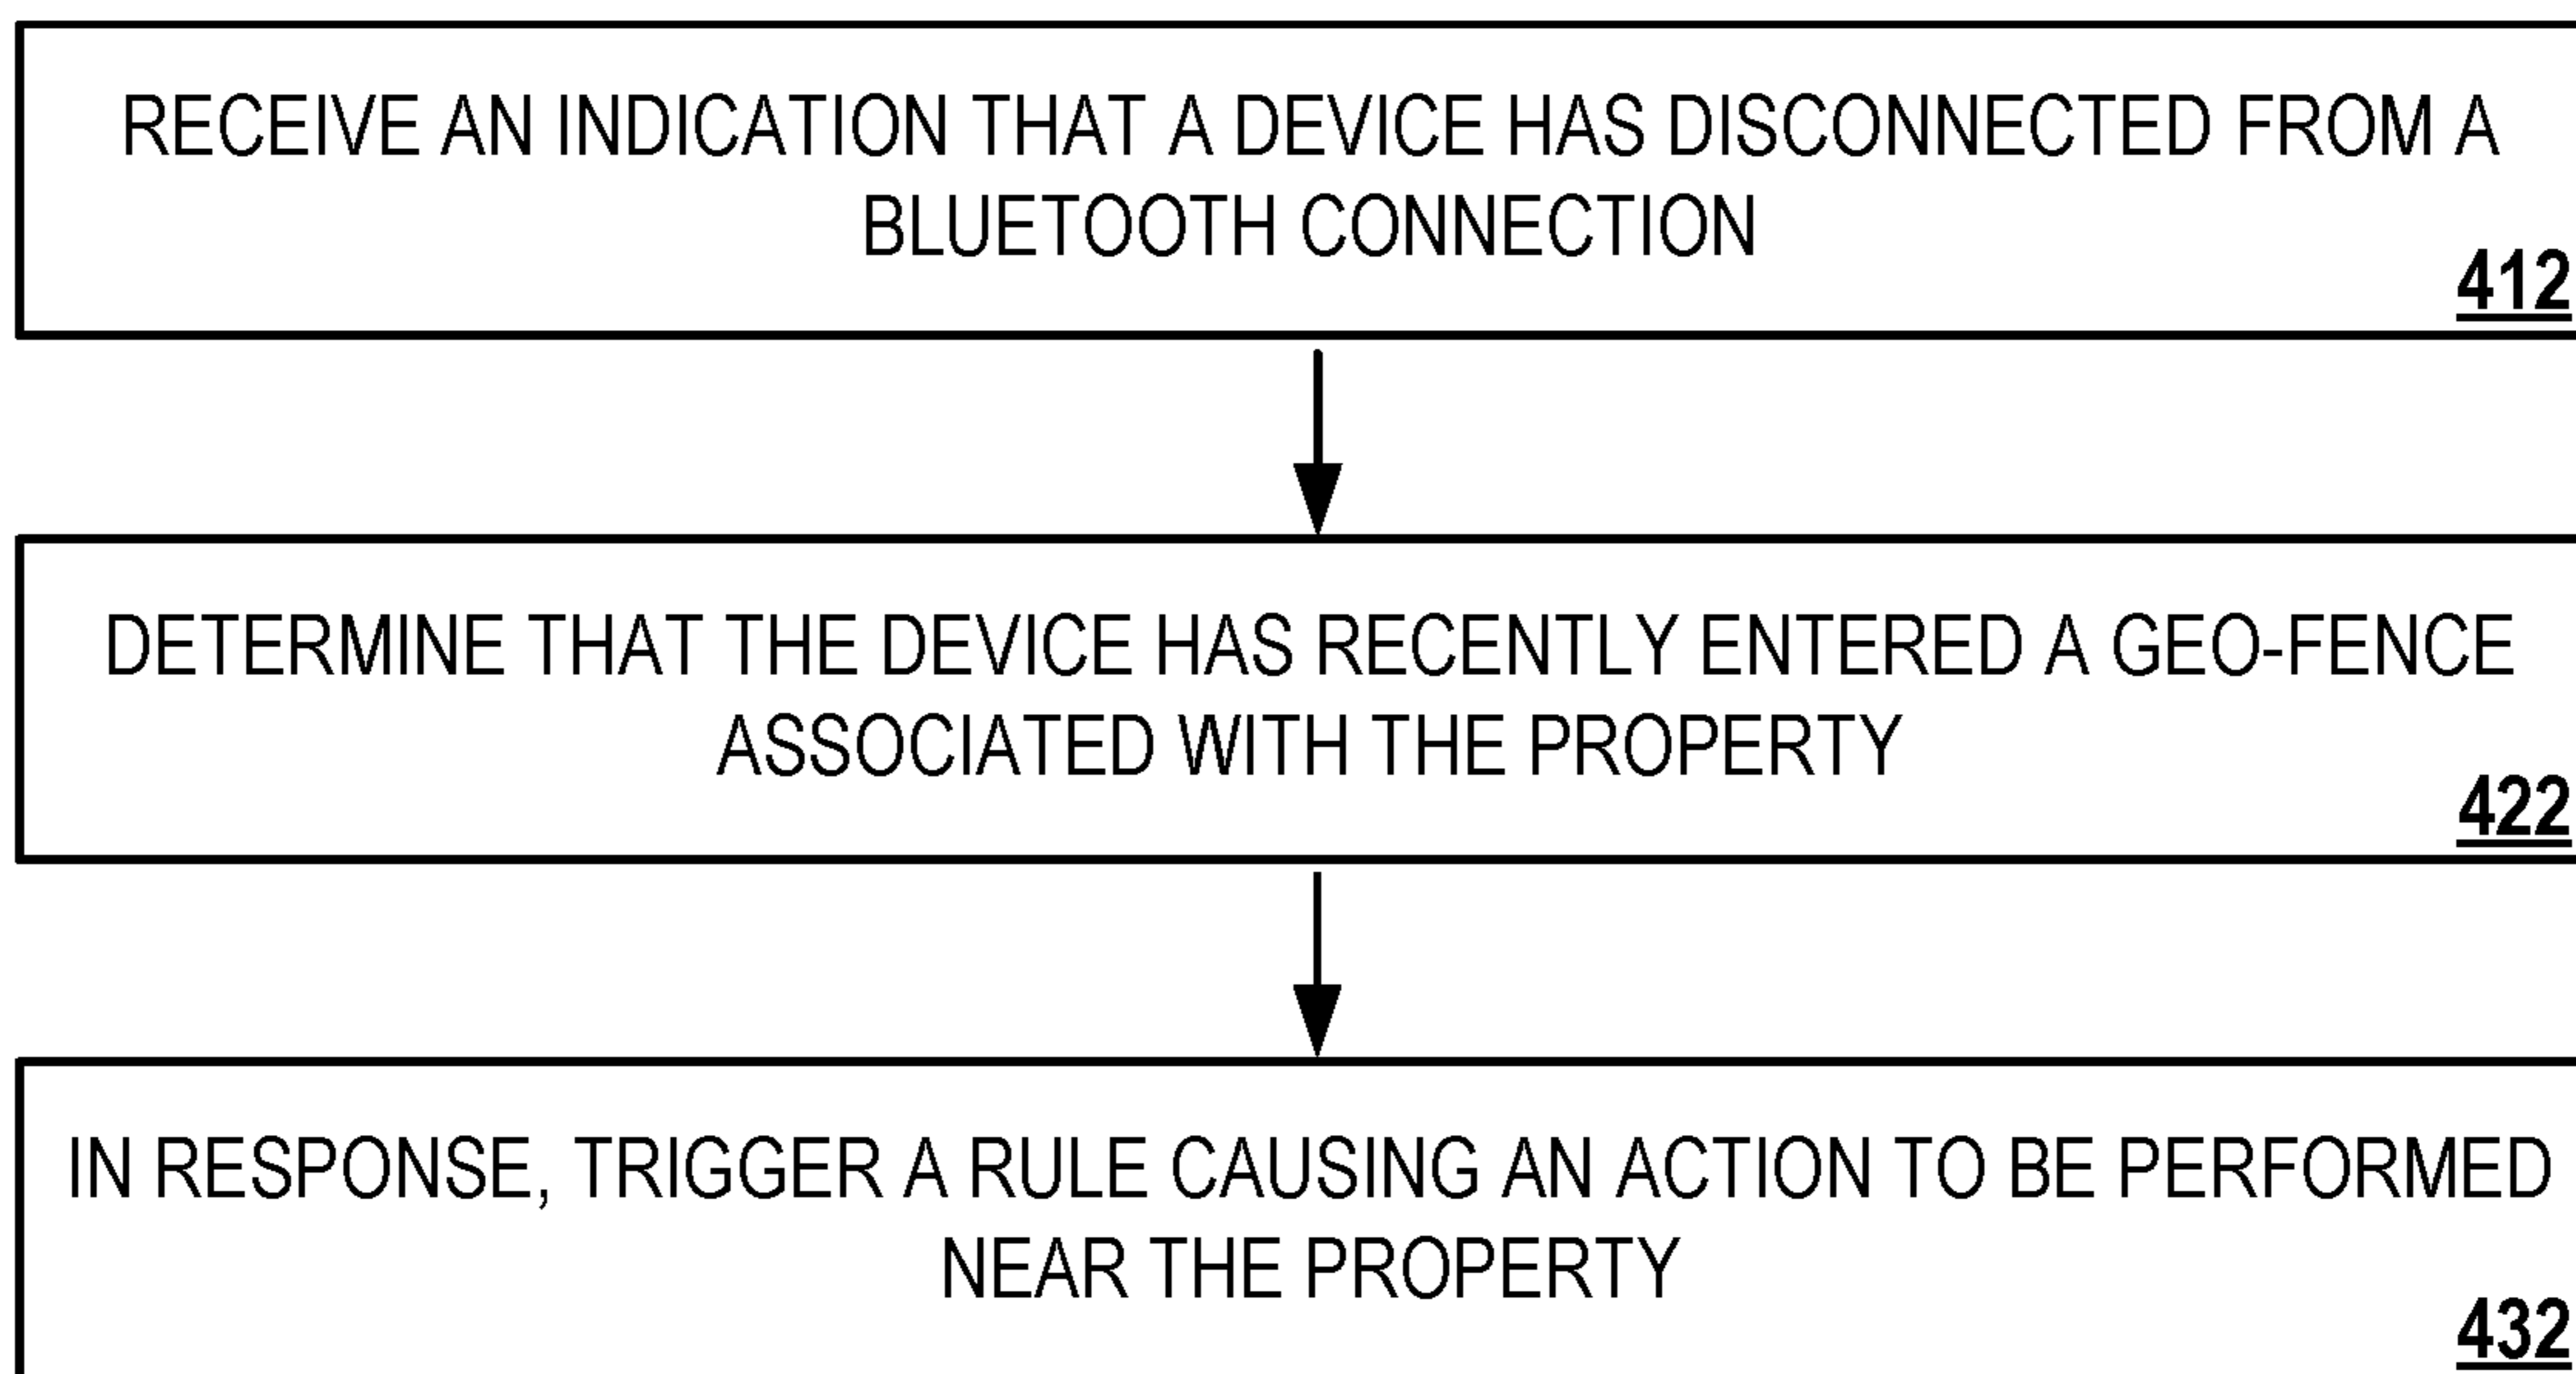 RECEIVE AN INDICATION THAT A DEVICE HAS DISCONNECTED FROM A
BLUETOOTH CONNECTION
412
DETERMINE THAT THE DEVICE HAS RECENTLY ENTERED A GEO-FENCE
ASSOCIATED WITH THE PROPERTY
422
IN RESPONSE, TRIGGER A RULE CAUSING AN ACTION TO BE PERFORMED
NEAR THE PROPERTY
432